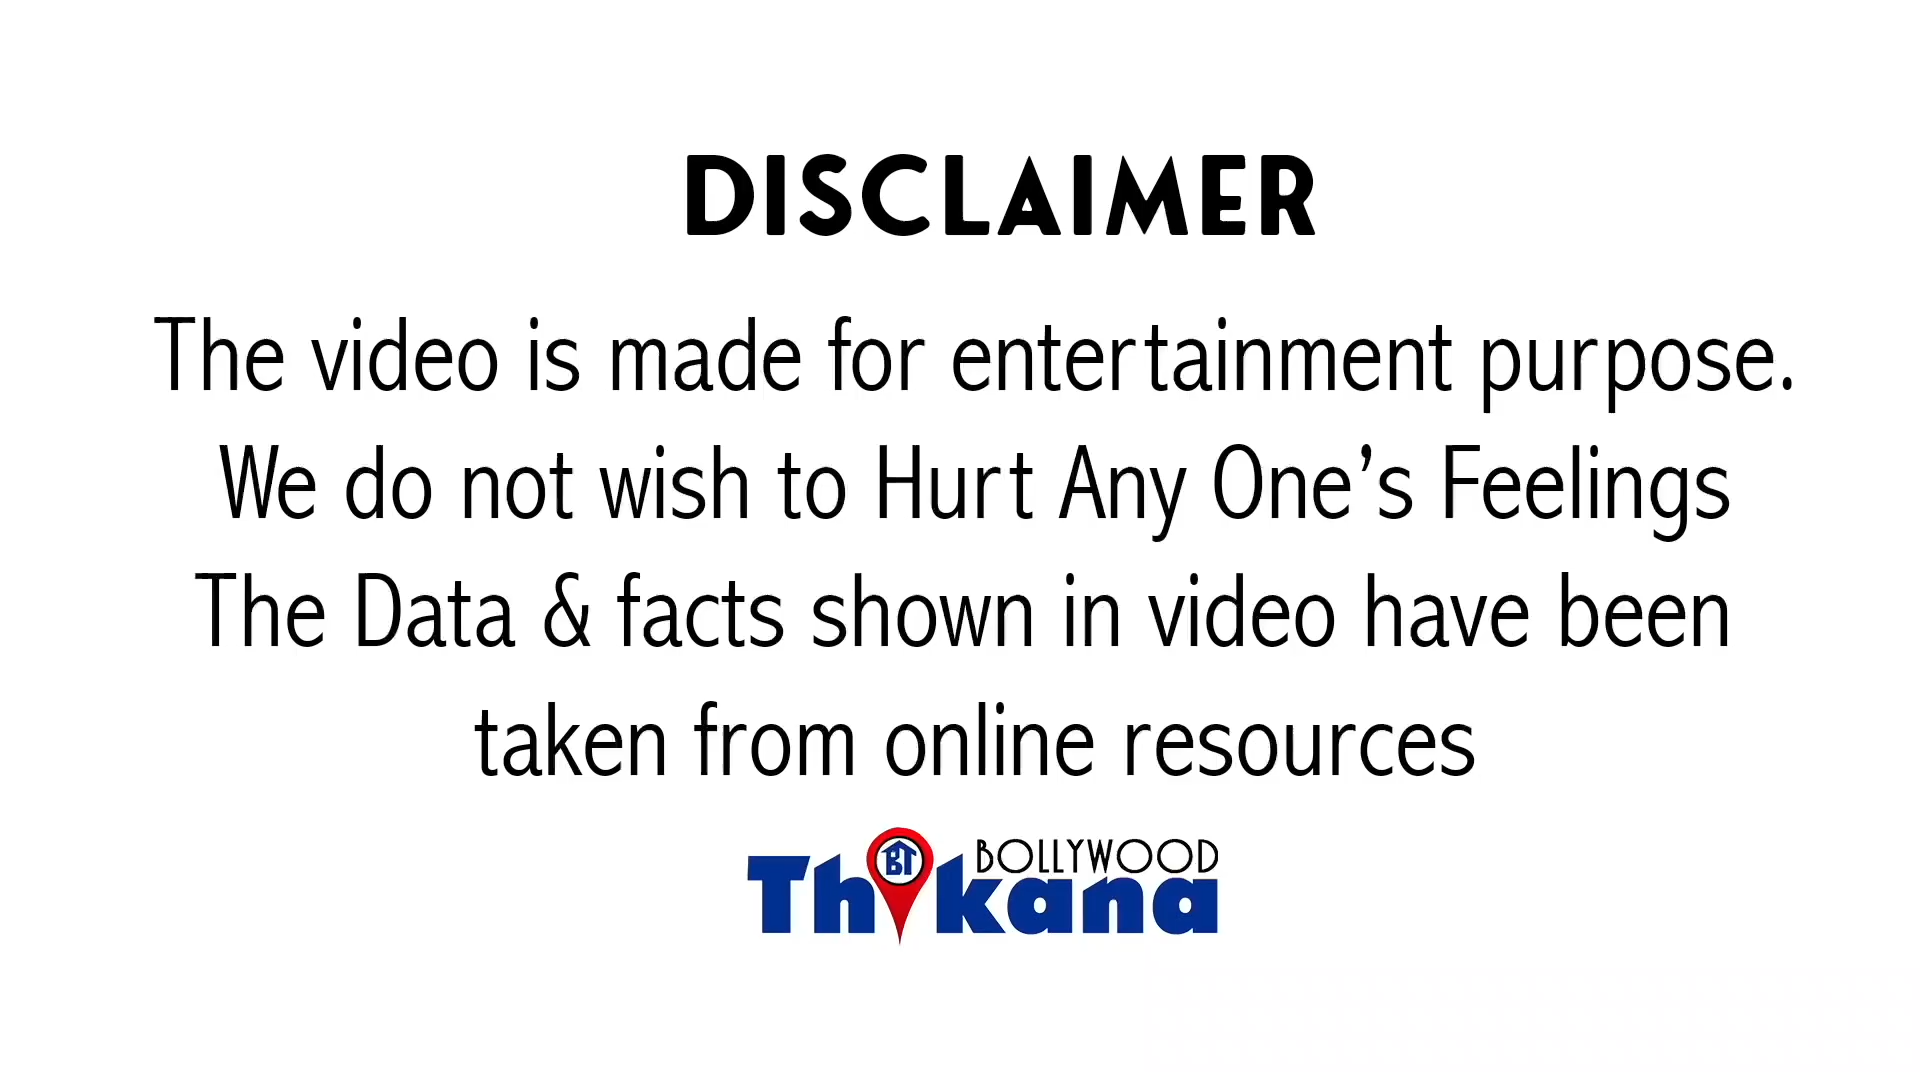 DISCLAIMER
The video is made for entertainment purpose.
We do not wish to Hurt Any One’s Feelings
The Data & facts shown in video have been
taken from online resources
BT BOLLYWOOD
Thikana